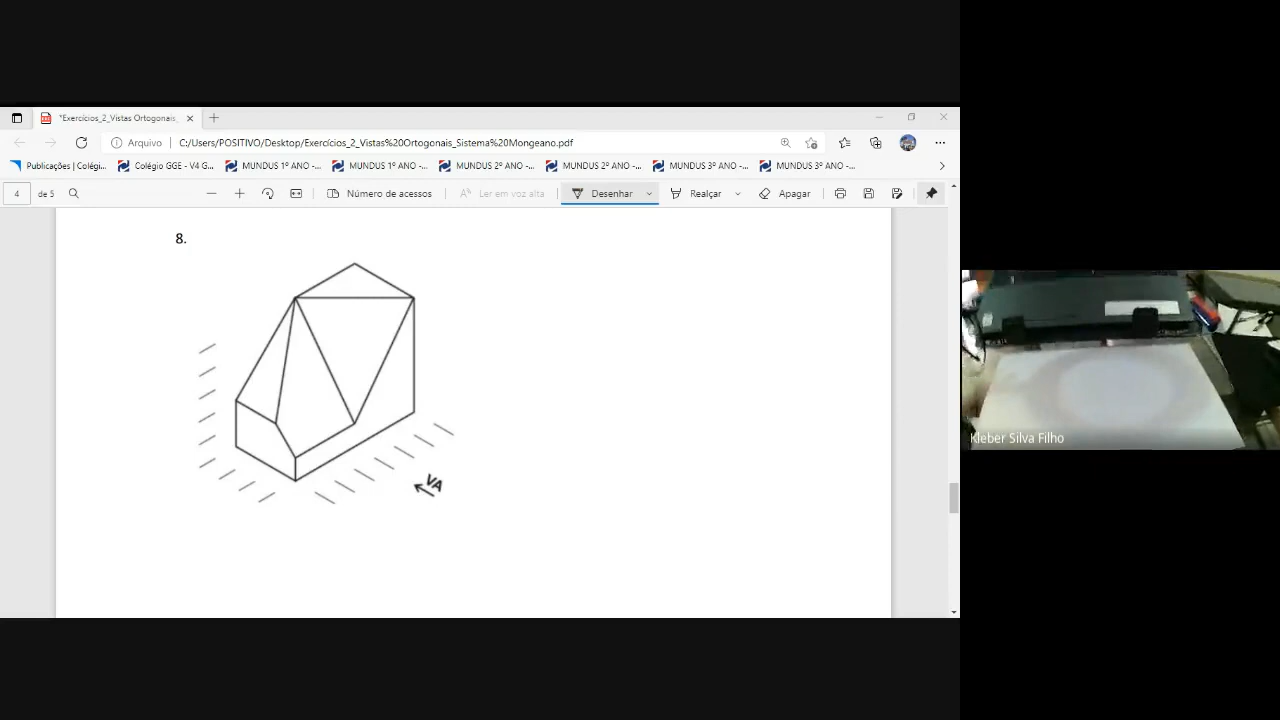 *Exercícios_2_Vistas Ortogonais_
Arquivo | C:/Users/POSITIVO/Desktop/Exercícios_2_Vistas%20Ortogonais_Sistema%20Mongeano.pdf
Publicações | Colégi...
Colégio GGE - V4 G...
MUNDUS 1º ANO -...
MUNDUS 1º ANO -...
MUNDUS 2º ANO -...
MUNDUS 2º ANO -...
MUNDUS 3º ANO -...
MUNDUS 3º ANO -...
4 de 5
Número de acessos
Ler em voz alta
Desenhar
Realçar
Apagar
8.
VA
Kleber Silva Filho